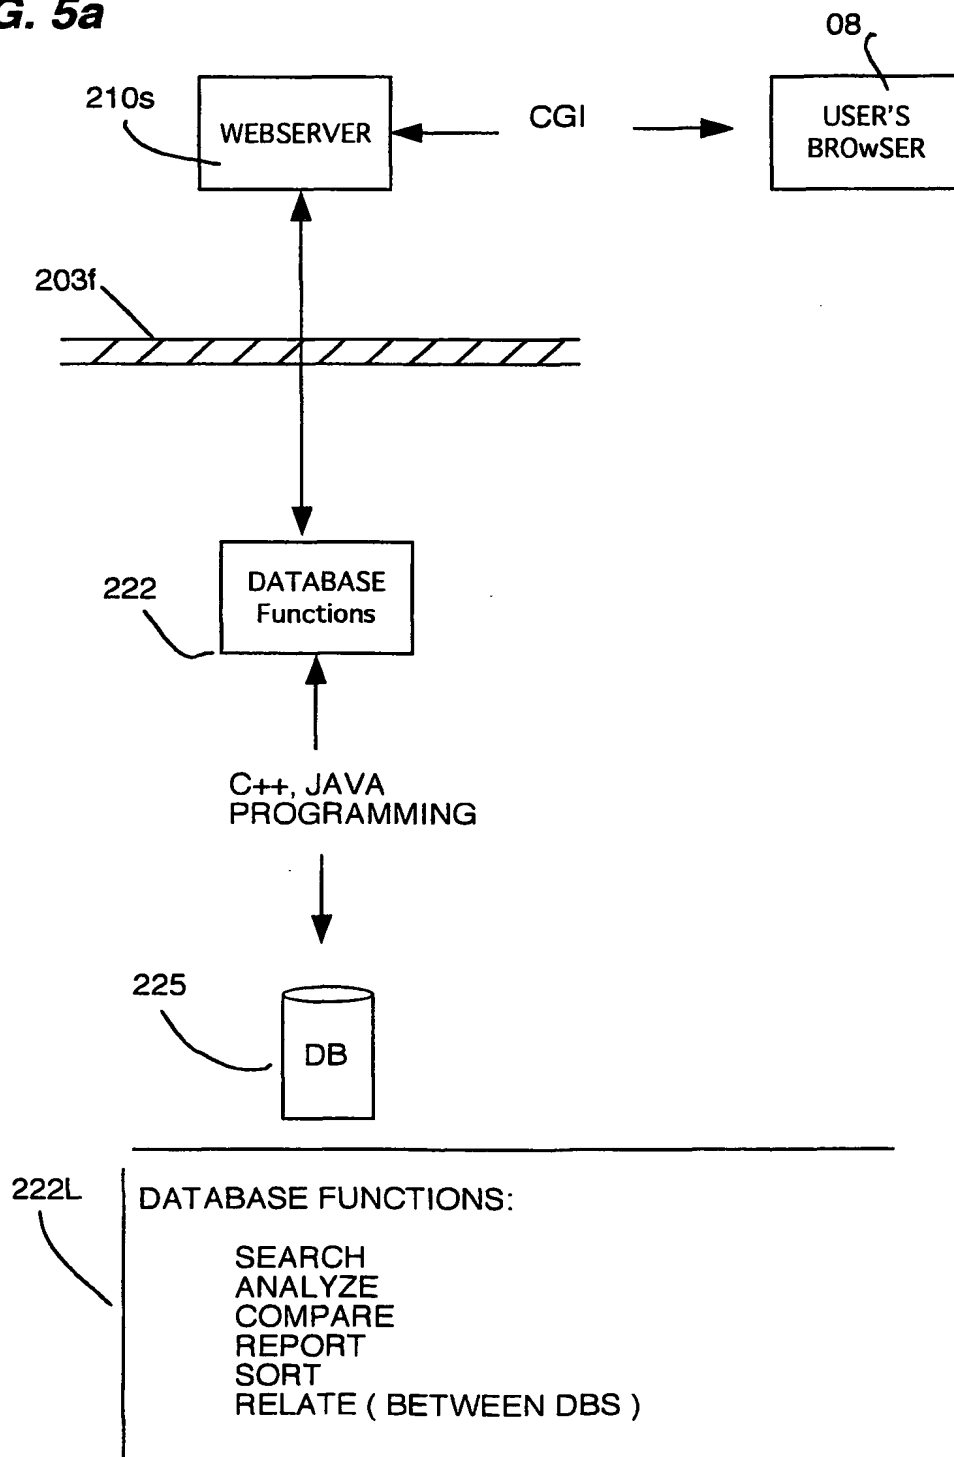 G. 5a
08
210s
WEBSERVER
CGI
USER'S
BROwSER
203f
222
DATABASE
Functions
C++, JAVA
PROGRAMMING
225
DB
222L
DATABASE FUNCTIONS:
SEARCH
ANALYZE
COMPARE
REPORT
SORT
RELATE ( BETWEEN DBS )